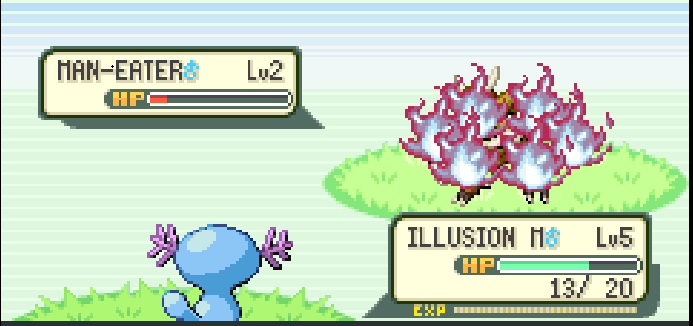 MAN-EATER♂ Lv2
HP
ILLUSION M♂ Lv5
HP
13/ 20
EXP